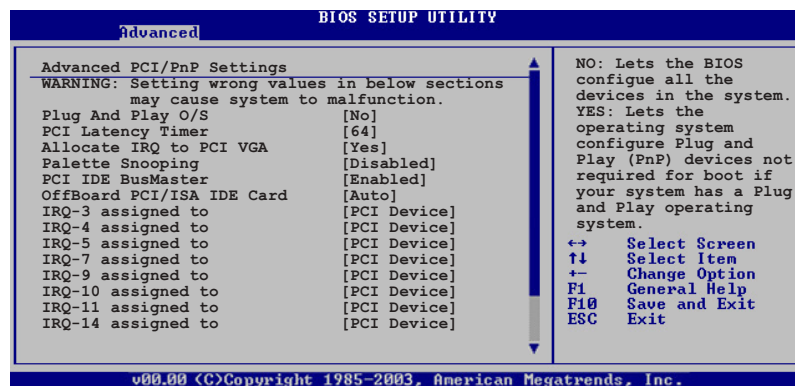 BIOS SETUP UTILITY
Advanced
Advanced PCI/PnP Settings
WARNING: Setting wrong values in below sections
may cause system to malfunction.
Plug And Play O/S [No]
PCI Latency Timer [64]
Allocate IRQ to PCI VGA [Yes]
Palette Snooping [Disabled]
PCI IDE BusMaster [Enabled]
OffBoard PCI/ISA IDE Card [Auto]
IRQ-3 assigned to [PCI Device]
IRQ-4 assigned to [PCI Device]
IRQ-5 assigned to [PCI Device]
IRQ-7 assigned to [PCI Device]
IRQ-9 assigned to [PCI Device]
IRQ-10 assigned to [PCI Device]
IRQ-11 assigned to [PCI Device]
IRQ-14 assigned to [PCI Device]
NO: Lets the BIOS
configue all the
devices in the system.
YES: Lets the
operating system
configure Plug and
Play (PnP) devices not
required for boot if
your system has a Plug
and Play operating
system.
←→ Select Screen
↑↓ Select Item
+- Change Option
F1 General Help
F10 Save and Exit
ESC Exit
v00.00 (C)Copyright 1985-2003, American Megatrends, Inc.